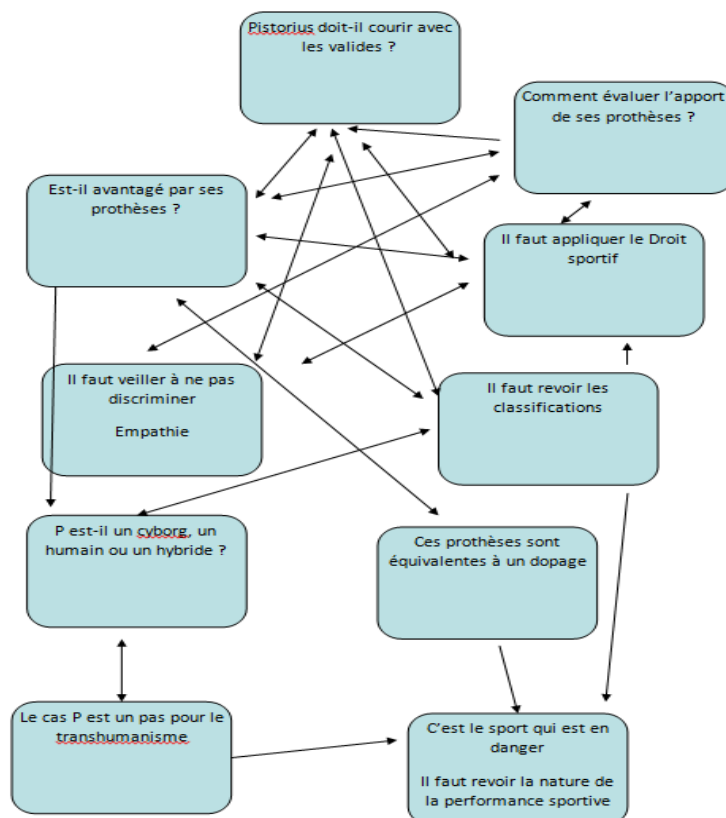 Pistorius doit-il courir avec
les valides ?
Comment évaluer l'apport
de ses prothèses ?
Est-il avantagé par ses
prothèses ?
Il faut appliquer le Droit
sportif
Il faut veiller à ne pas
discriminer
Empathie
Il faut revoir les
classifications
P est-il un cyborg, un
humain ou un hybride ?
Ces prothèses sont
équivalentes à un dopage
Le cas P est un pas pour le
transhumanisme
C'est le sport qui est en
danger
Il faut revoir la nature de
la performance sportive